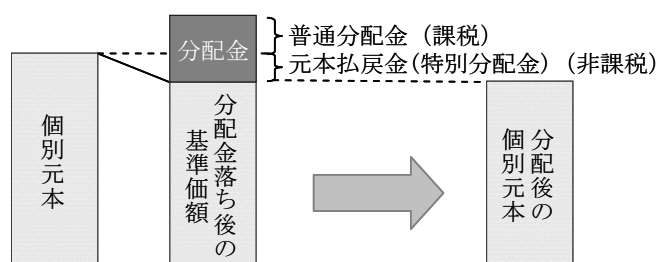 分配金
普通分配金（課税）
元本払戻金（特別分配金）（非課税）
個別元本
分配金落ち後の
基準価額
分配後の
個別元本